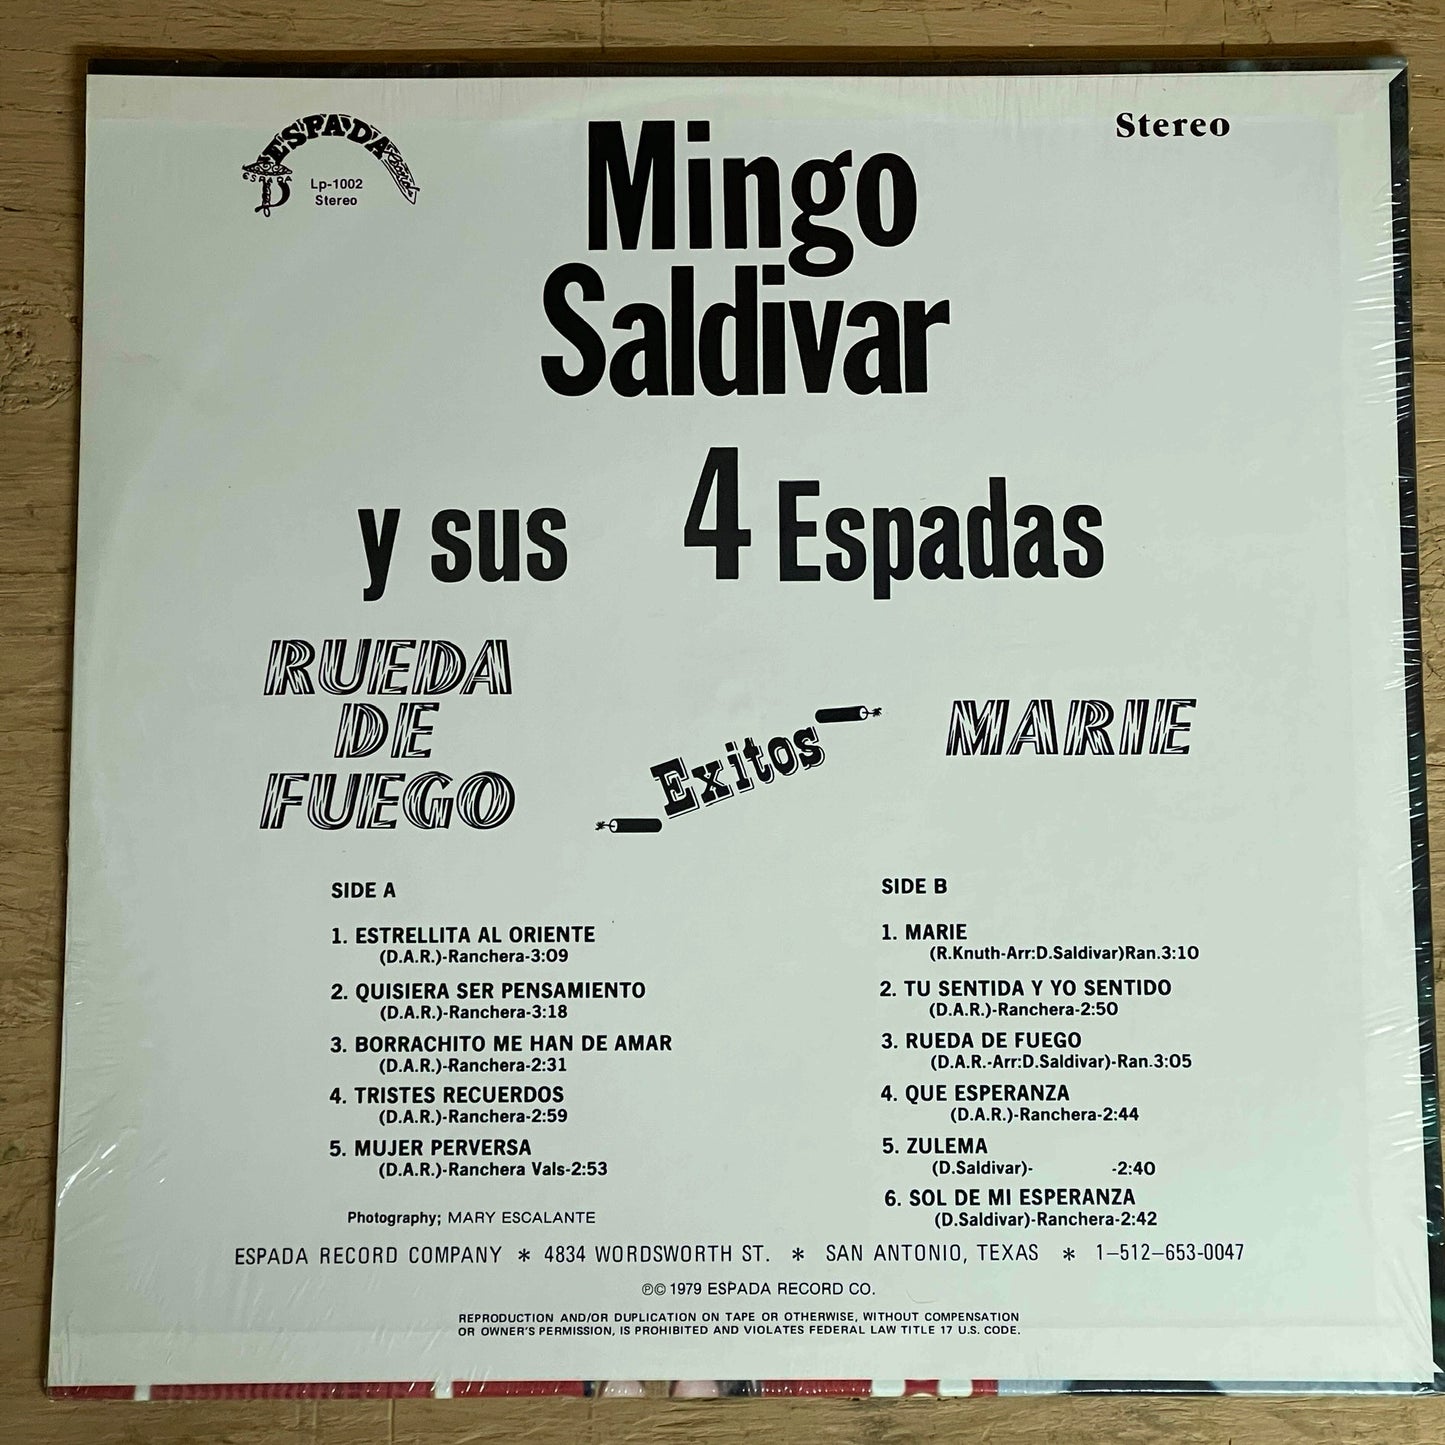 ESPADA Records
ESPADA
Lp-1002
Stereo
Stereo
Mingo
Saldivar
y sus 4 Espadas
RUEDA
DE
FUEGO
Exitos
MARIE
SIDE A
1. ESTRELLITA AL ORIENTE
(D.A.R.)-Ranchera-3:09
2. QUISIERA SER PENSAMIENTO
(D.A.R.)-Ranchera-3:18
3. BORRACHITO ME HAN DE AMAR
(D.A.R.)-Ranchera-2:31
4. TRISTES RECUERDOS
(D.A.R.)-Ranchera-2:59
5. MUJER PERVERSA
(D.A.R.)-Ranchera Vals-2:53
Photography; MARY ESCALANTE
SIDE B
1. MARIE
(R.Knuth-Arr:D.Saldivar)Ran.3:10
2. TU SENTIDA Y YO SENTIDO
(D.A.R.)-Ranchera-2:50
3. RUEDA DE FUEGO
(D.A.R.-Arr:D.Saldivar)-Ran.3:05
4. QUE ESPERANZA
(D.A.R.)-Ranchera-2:44
5. ZULEMA
(D.Saldivar)- -2:40
6. SOL DE MI ESPERANZA
(D.Saldivar)-Ranchera-2:42
ESPADA RECORD COMPANY * 4834 WORDSWORTH ST. * SAN ANTONIO, TEXAS * 1-512-653-0047
℗© 1979 ESPADA RECORD CO.
REPRODUCTION AND/OR DUPLICATION ON TAPE OR OTHERWISE, WITHOUT COMPENSATION
OR OWNER'S PERMISSION, IS PROHIBITED AND VIOLATES FEDERAL LAW TITLE 17 U.S. CODE.